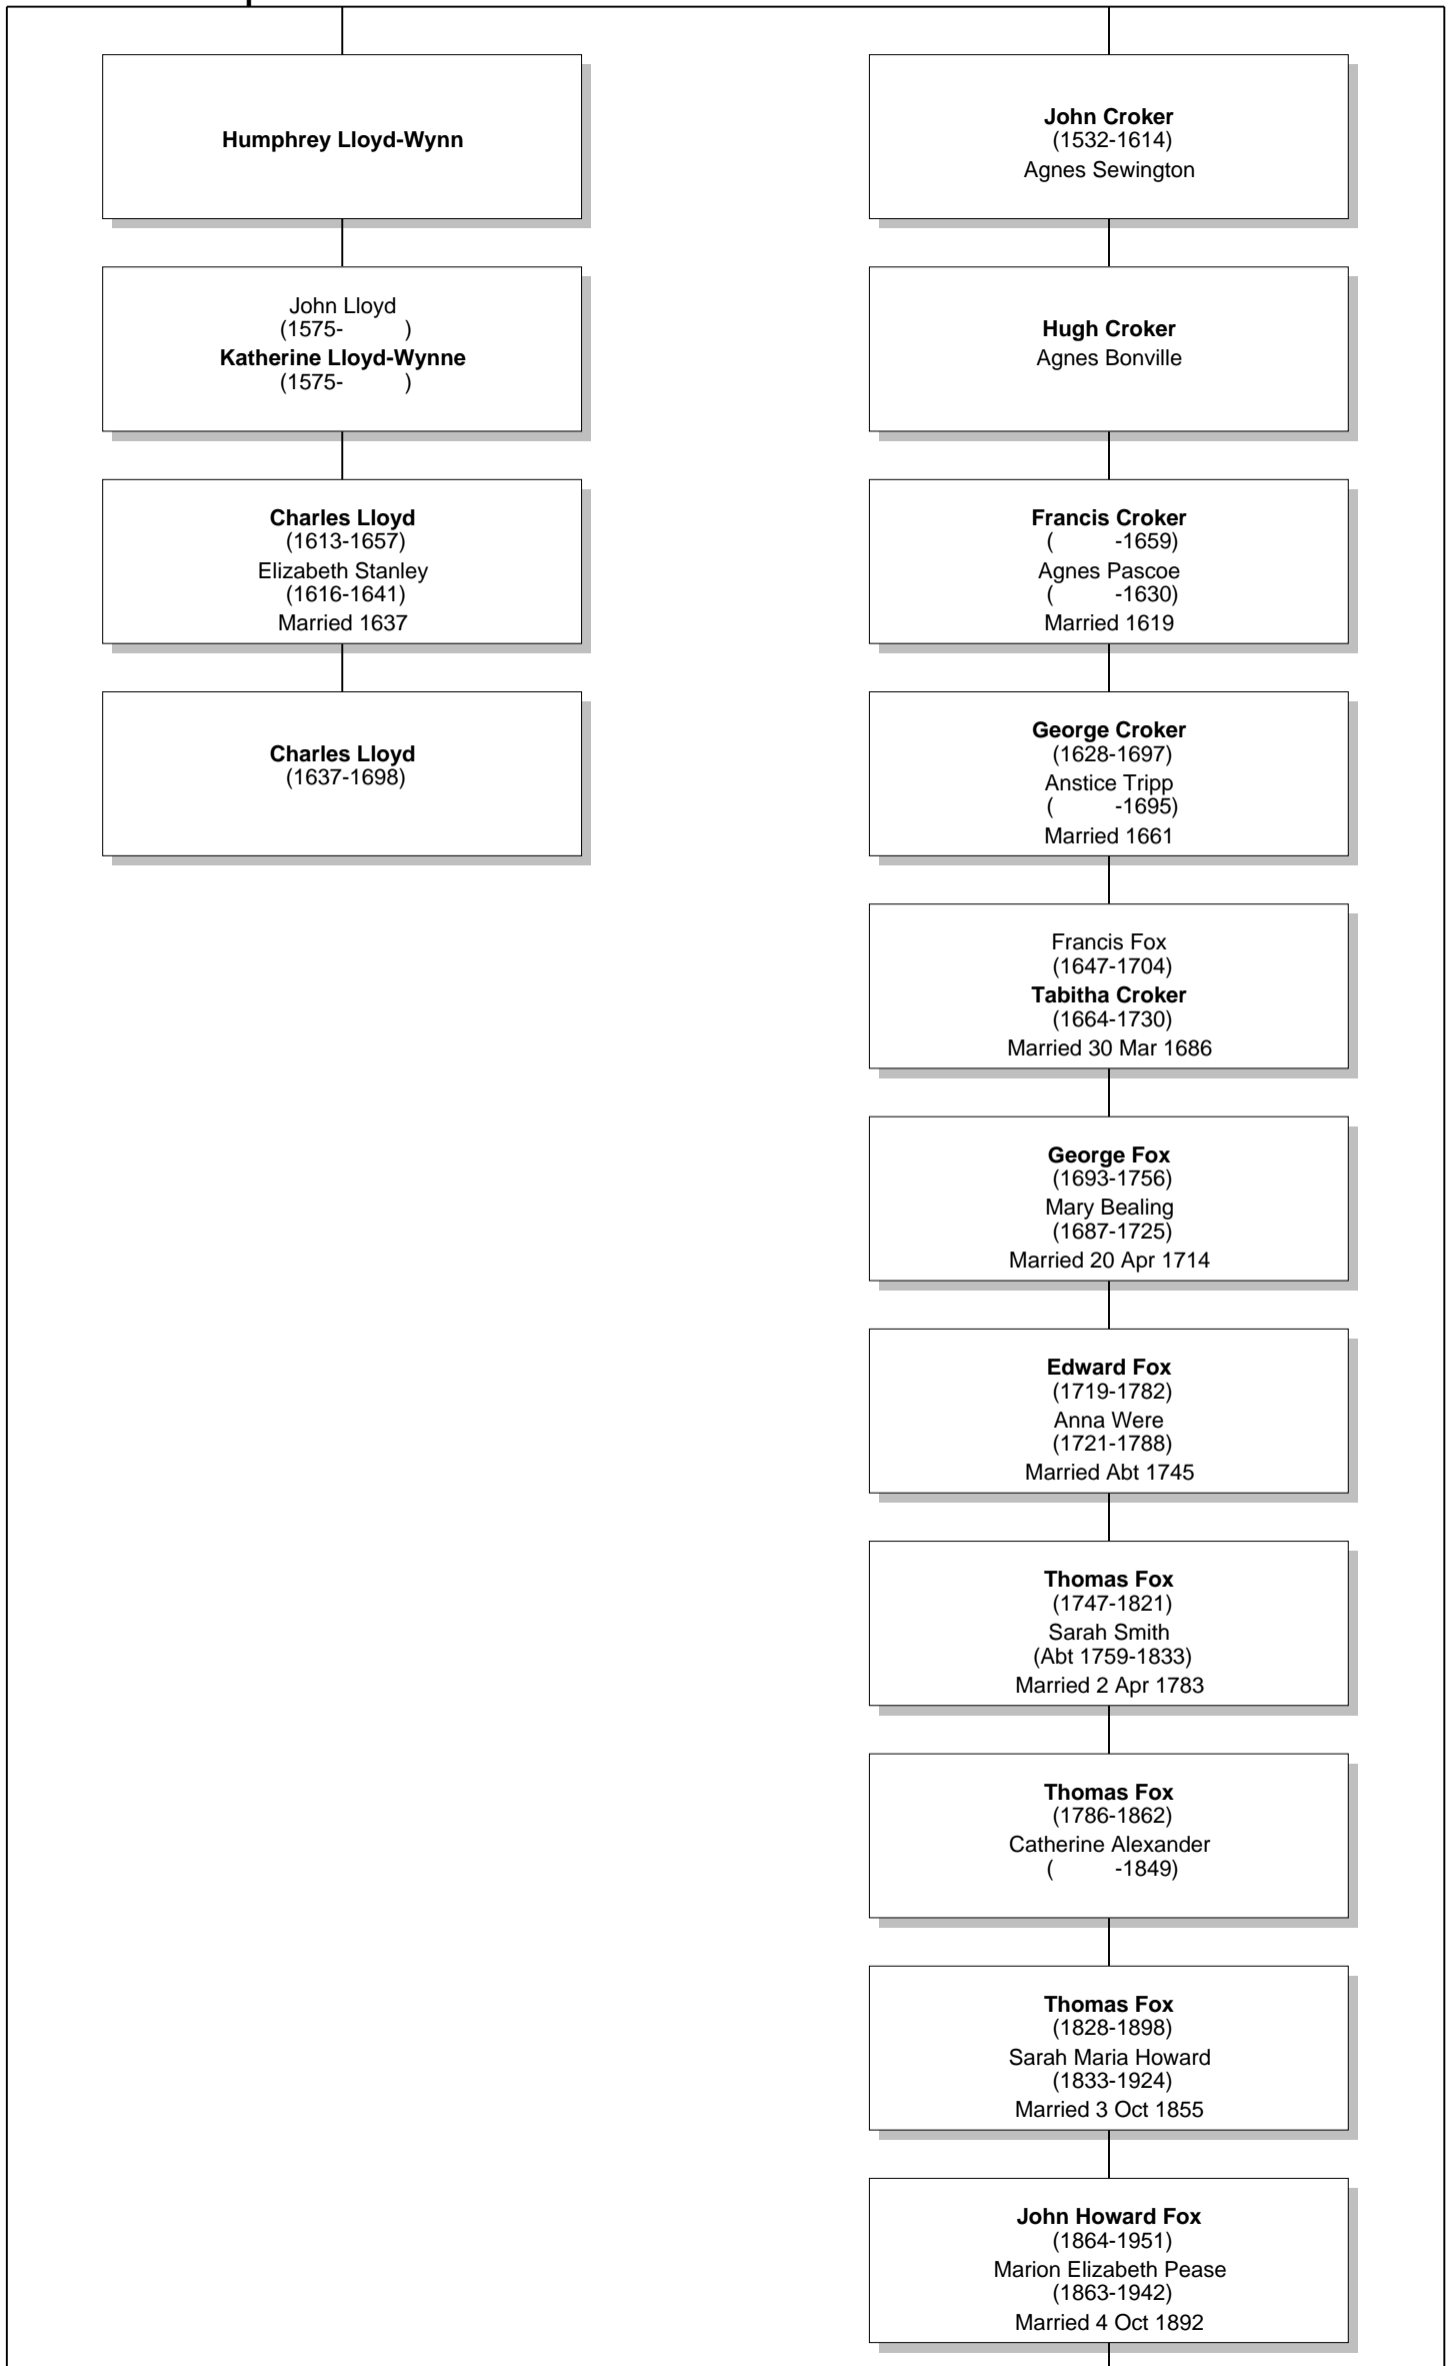 Humphrey Lloyd-Wynn
John Lloyd
(1575- )
Katherine Lloyd-Wynne
(1575- )
Charles Lloyd
(1613-1657)
Elizabeth Stanley
(1616-1641)
Married 1637
Charles Lloyd
(1637-1698)
John Croker
(1532-1614)
Agnes Sewington
Hugh Croker
Agnes Bonville
Francis Croker
( -1659)
Agnes Pascoe
( -1630)
Married 1619
George Croker
(1628-1697)
Anstice Tripp
( -1695)
Married 1661
Francis Fox
(1647-1704)
Tabitha Croker
(1664-1730)
Married 30 Mar 1686
George Fox
(1693-1756)
Mary Bealing
(1687-1725)
Married 20 Apr 1714
Edward Fox
(1719-1782)
Anna Were
(1721-1788)
Married Abt 1745
Thomas Fox
(1747-1821)
Sarah Smith
(Abt 1759-1833)
Married 2 Apr 1783
Thomas Fox
(1786-1862)
Catherine Alexander
( -1849)
Thomas Fox
(1828-1898)
Sarah Maria Howard
(1833-1924)
Married 3 Oct 1855
John Howard Fox
(1864-1951)
Marion Elizabeth Pease
(1863-1942)
Married 4 Oct 1892